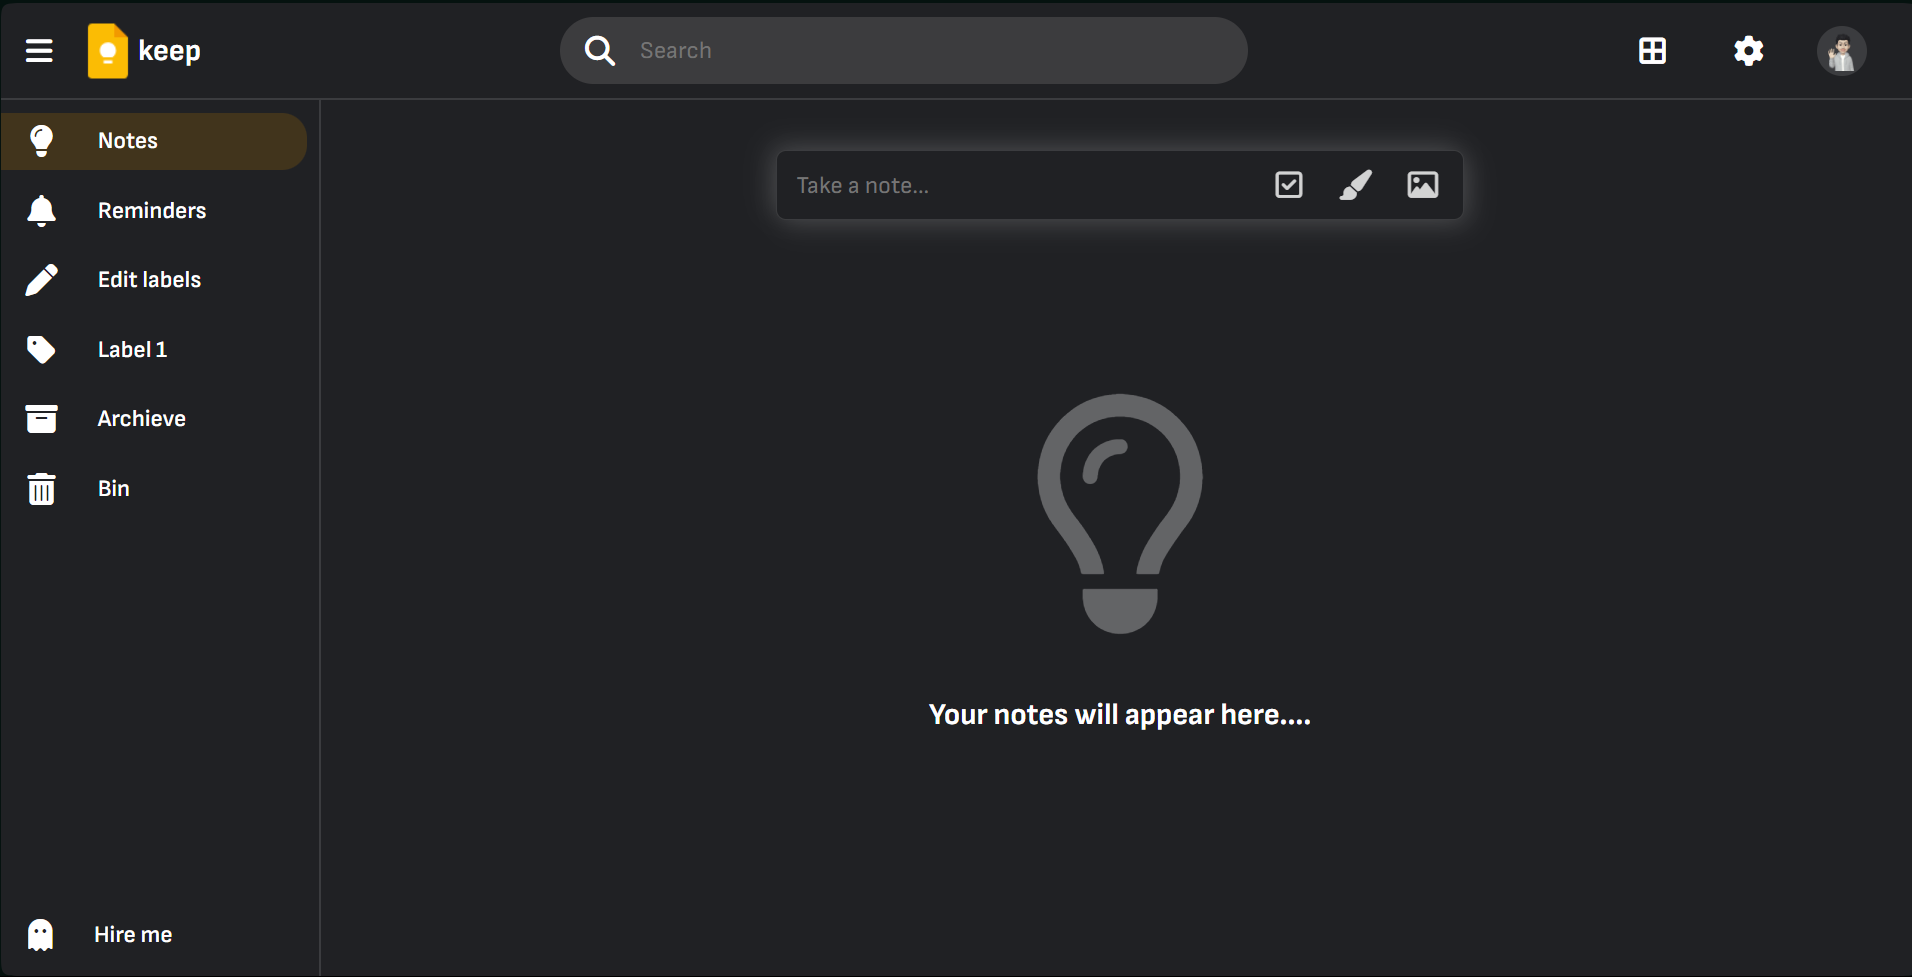 keep
Search
Notes
Take a note...
Reminders
Edit labels
Label 1
Archieve
Bin
Your notes will appear here....
Hire me